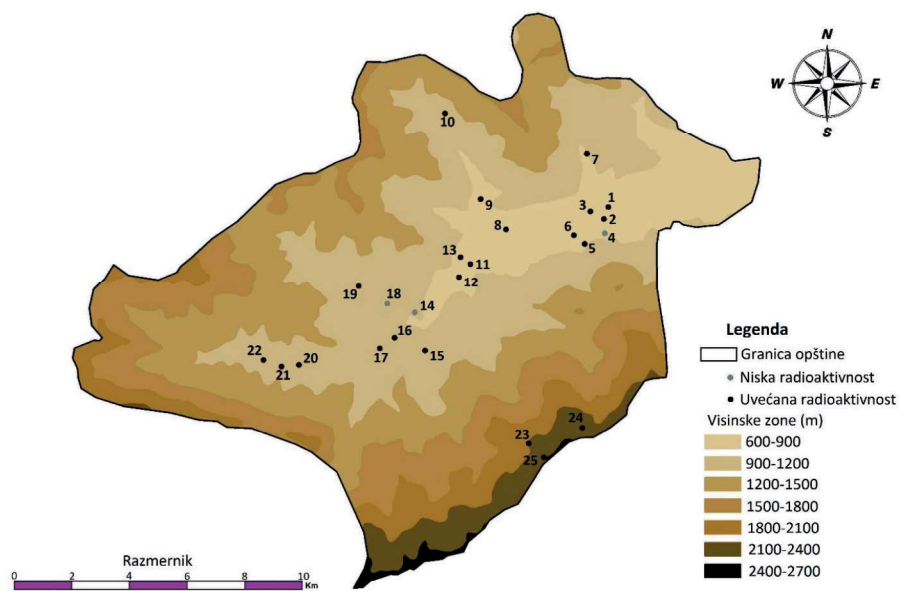 N
W E
S
10
7
1
3
2
9
8
6
4
5
13
11
12
19
18
14
16
17
15
22
20
21
24
23
25
Legenda
Granica opštine
Niska radioaktivnost
Uvećana radioaktivnost
Visinske zone (m)
600-900
900-1200
1200-1500
1500-1800
1800-2100
2100-2400
2400-2700
Razmernik
0 2 4 6 8 10
Km